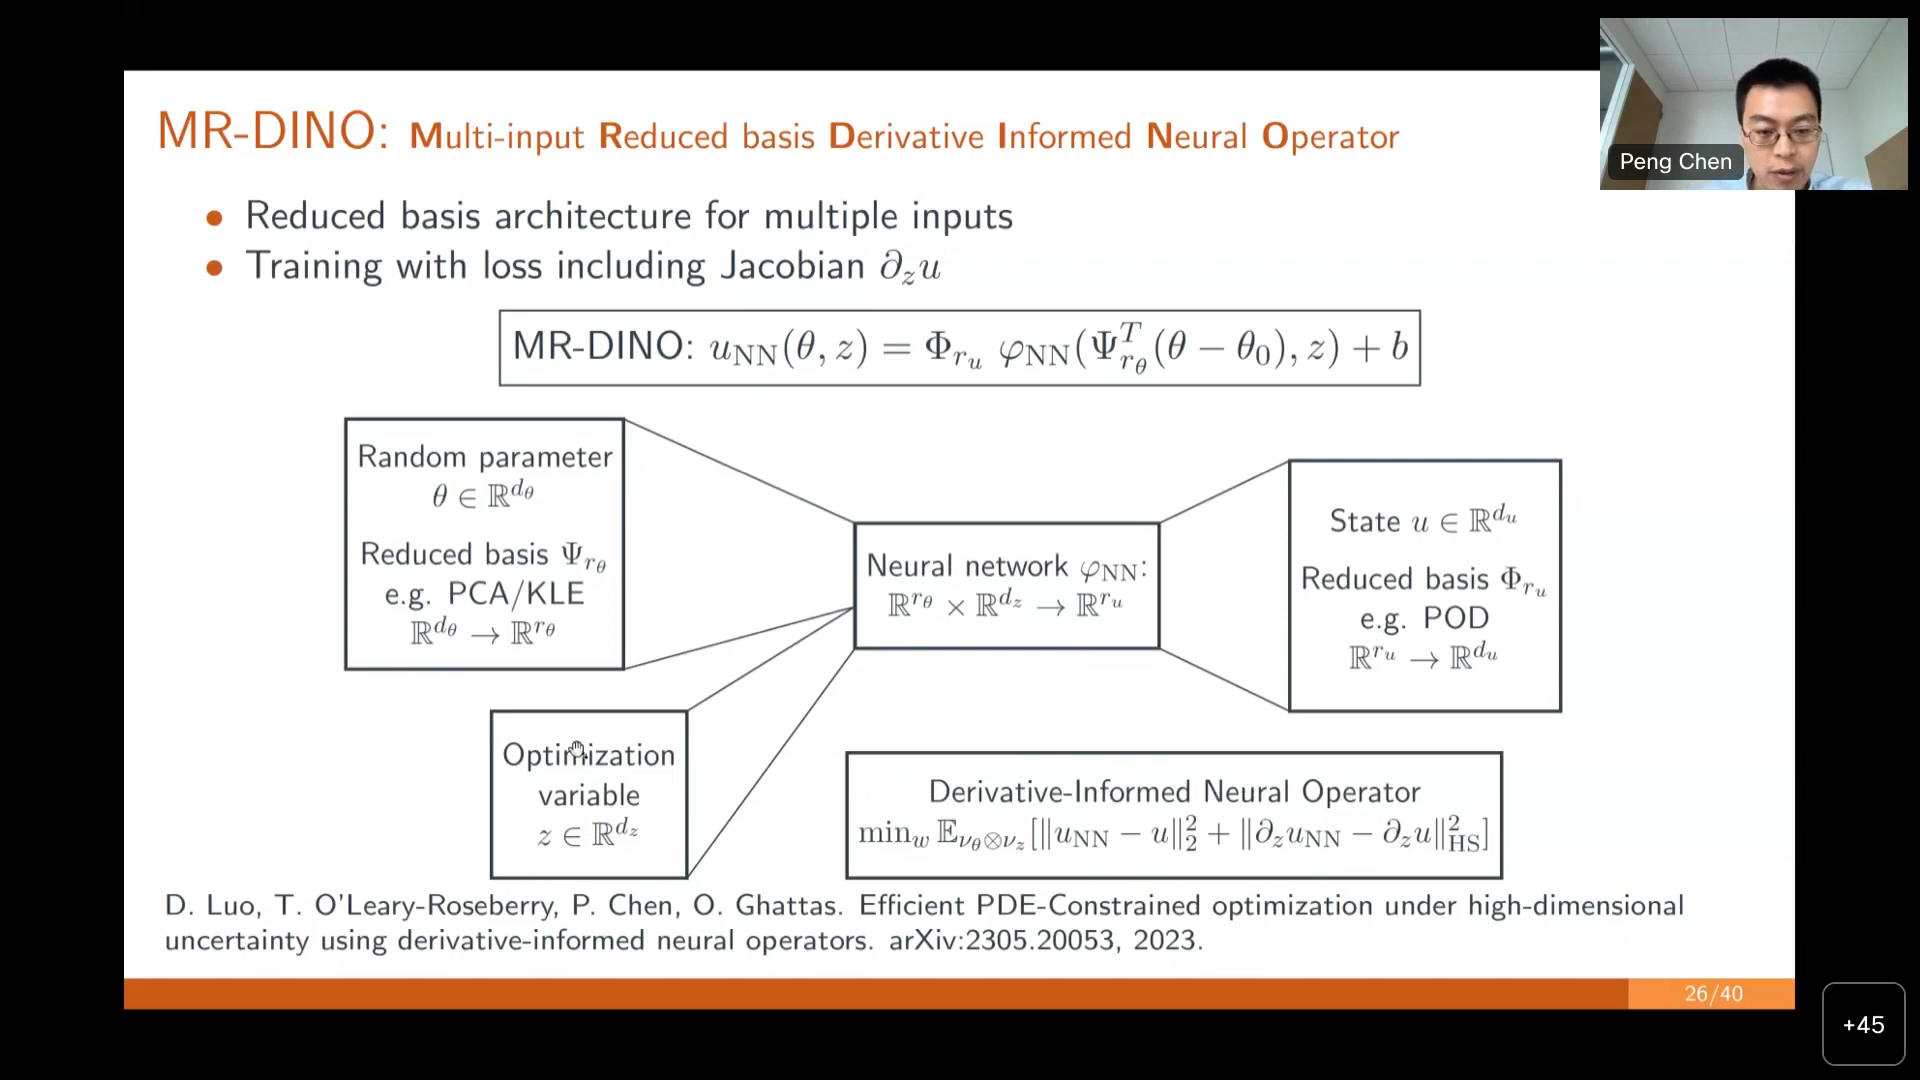 MR-DINO: Multi-input Reduced basis Derivative Informed Neural Operator
Peng Chen
• Reduced basis architecture for multiple inputs
• Training with loss including Jacobian ∂_z u
MR-DINO: u_NN(θ, z) = Φ_{r_u} φ_NN(Ψ_{r_θ}^T(θ − θ_0), z) + b
Random parameter
θ ∈ ℝ^{d_θ}
Reduced basis Ψ_{r_θ}
e.g. PCA/KLE
ℝ^{d_θ} → ℝ^{r_θ}
Optimization
variable
z ∈ ℝ^{d_z}
Neural network φ_NN:
ℝ^{r_θ} × ℝ^{d_z} → ℝ^{r_u}
State u ∈ ℝ^{d_u}
Reduced basis Φ_{r_u}
e.g. POD
ℝ^{r_u} → ℝ^{d_u}
Derivative-Informed Neural Operator
min_w 𝔼_{ν_θ⊗ν_z}[‖u_NN − u‖_2^2 + ‖∂_z u_NN − ∂_z u‖_HS^2]
D. Luo, T. O'Leary-Roseberry, P. Chen, O. Ghattas. Efficient PDE-Constrained optimization under high-dimensional
uncertainty using derivative-informed neural operators. arXiv:2305.20053, 2023.
26/40
+45